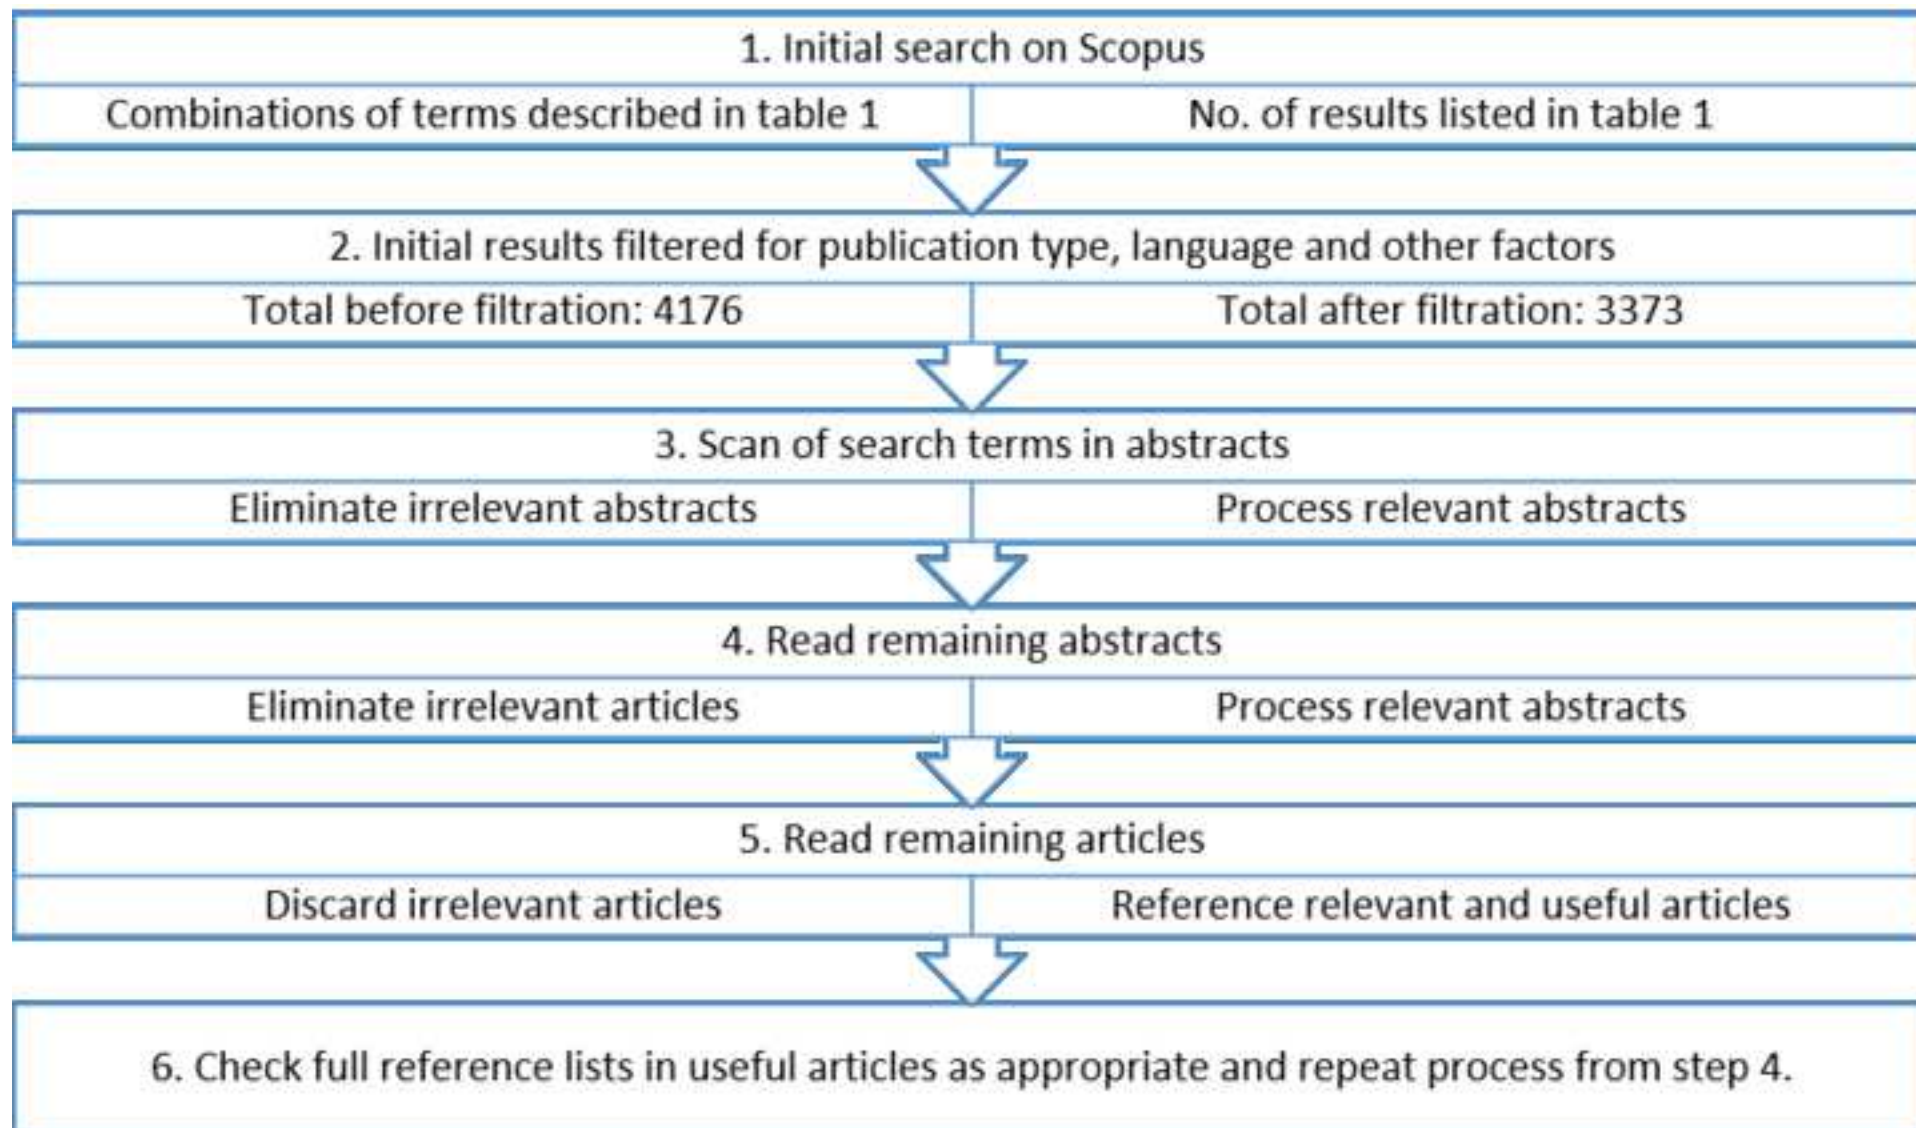 1. Initial search on Scopus
Combinations of terms described in table 1
No. of results listed in table 1
2. Initial results filtered for publication type, language and other factors
Total before filtration: 4176
Total after filtration: 3373
3. Scan of search terms in abstracts
Eliminate irrelevant abstracts
Process relevant abstracts
4. Read remaining abstracts
Eliminate irrelevant articles
Process relevant abstracts
5. Read remaining articles
Discard irrelevant articles
Reference relevant and useful articles
6. Check full reference lists in useful articles as appropriate and repeat process from step 4.